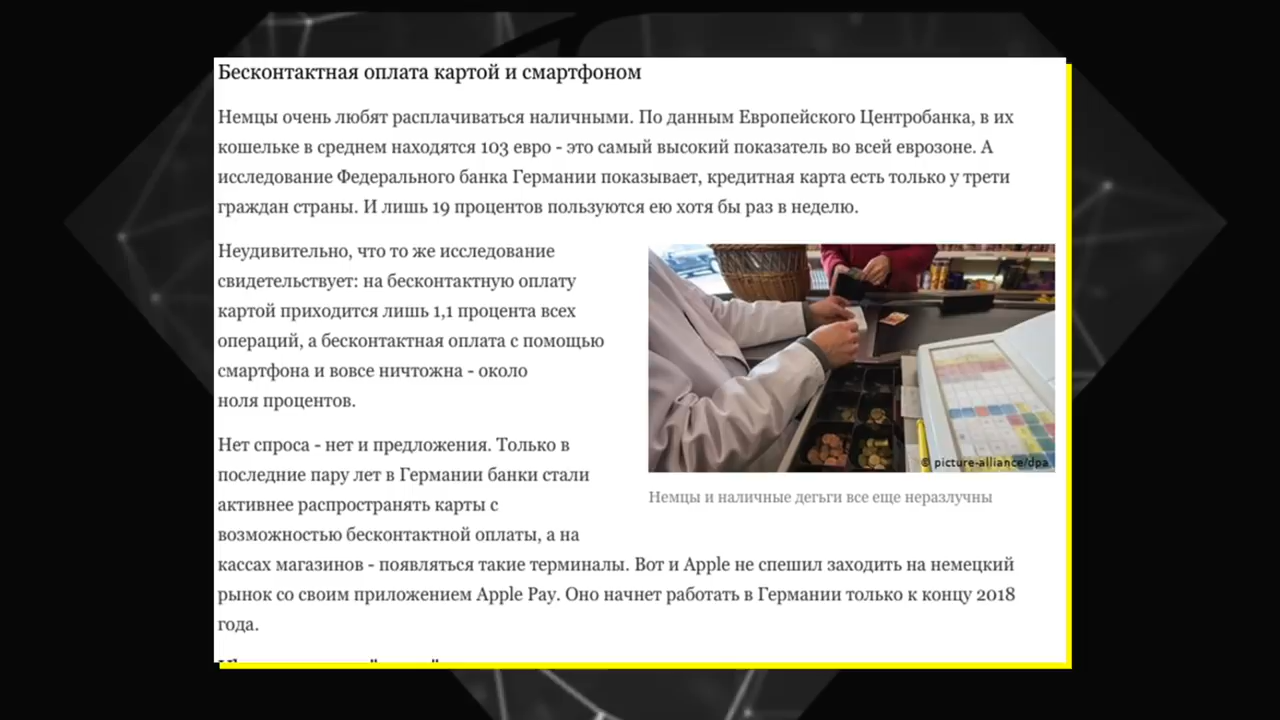 Бесконтактная оплата картой и смартфоном
Немцы очень любят расплачиваться наличными. По данным Европейского Центробанка, в их
кошельке в среднем находятся 103 евро - это самый высокий показатель во всей еврозоне. А
исследование Федерального банка Германии показывает, кредитная карта есть только у трети
граждан страны. И лишь 19 процентов пользуются ею хотя бы раз в неделю.
Неудивительно, что то же исследование
свидетельствует: на бесконтактную оплату
картой приходится лишь 1,1 процента всех
операций, а бесконтактная оплата с помощью
смартфона и вовсе ничтожна - около
ноля процентов.
© picture-alliance/dpa
Немцы и наличные дегьги все еще неразлучны
Нет спроса - нет и предложения. Только в
последние пару лет в Германии банки стали
активнее распространять карты с
возможностью бесконтактной оплаты, а на
кассах магазинов - появляться такие терминалы. Вот и Apple не спешил заходить на немецкий
рынок со своим приложением Apple Pay. Оно начнет работать в Германии только к концу 2018
года.